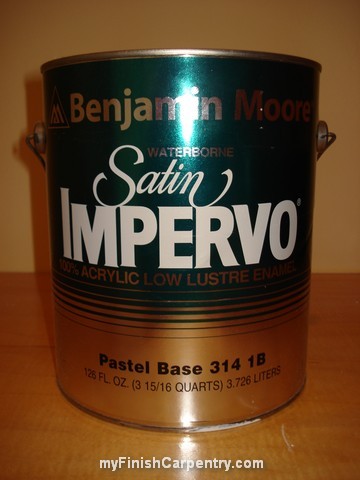 Benjamin Moore
WATERBORNE
Satin
IMPERVO®
100% ACRYLIC LOW LUSTRE ENAMEL
Pastel Base 314 1B
126 FL. OZ. (3 15/16 QUARTS) 3.726 LITERS
myFinishCarpentry.com